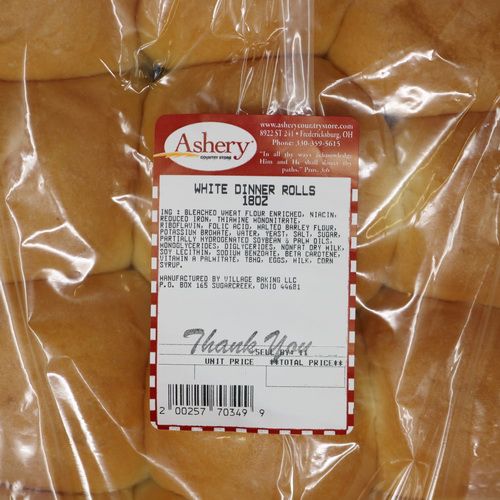 www.asherycountrystore.com
8922 ST 241 • Fredericksburg, OH
Phone: 330-359-5615
"In all thy ways acknowledge
Him and He shall direct thy
paths." Prov. 3:6
Ashery
COUNTRY STORE
WHITE DINNER ROLLS
18OZ
ING : BLEACHED WHEAT FLOUR ENRICHED, NIACIN,
REDUCED IRON, THIAMINE MONONITRATE,
RIBOFLAVIN, FOLIC ACID, MALTED BARLEY FLOUR,
POTASSIUM BROMATE, WATER, YEAST, SALT, SUGAR,
PARTIALLY HYDROGENATED SOYBEAN & PALM OILS,
MONOGLYCERIDES, DIGLYCERIDES, NONFAT DRY MILK,
SOY LECITHIN, SODIUM BENZOATE, BETA CAROTENE,
VITAMIN A PALMITATE, TBHQ, EGGS, MILK, CORN
SYRUP.
MANUFACTURED BY VILLAGE BAKING LLC
P.O. BOX 165 SUGARCREEK, OHIO 44681
Thank You
SELL BY
UNIT PRICE **TOTAL PRICE**
2 00257 70349 9